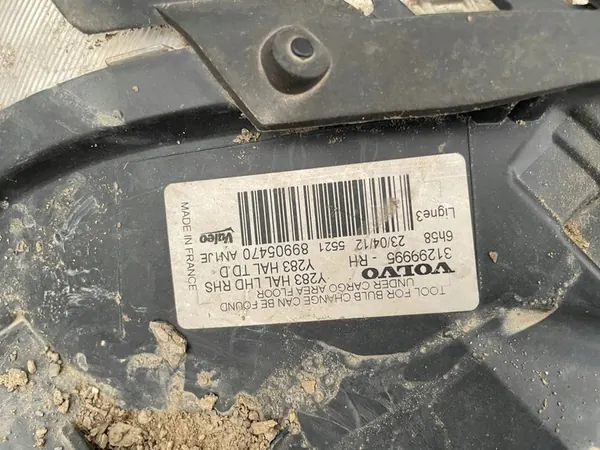 TOOL FOR BULB CHANGE CAN BE FOUND
UNDER CARGO AREA FLOOR
VOLVO Y283 HAL LHD RHS
31299995 - RH Y283 HAL TD D
23/04/12 5521 89905470 AN1JE
6h58
Ligne3
Valeo
MADE IN FRANCE